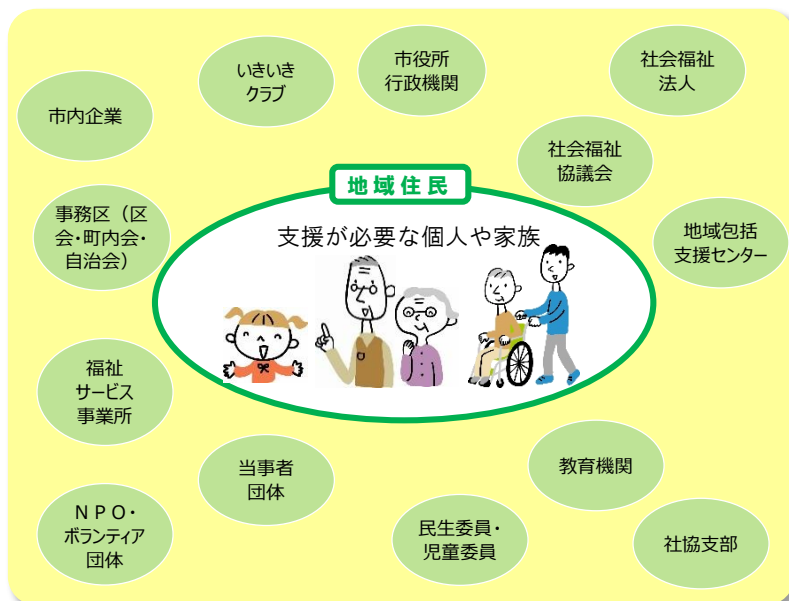 いきいき
クラブ
市役所
行政機関
社会福祉
法人
市内企業
社会福祉
協議会
地域住民
事務区（区
会・町内会・
自治会）
支援が必要な個人や家族
地域包括
支援センター
福祉
サービス
事業所
当事者
団体
教育機関
ＮＰＯ・
ボランティア
団体
民生委員・
児童委員
社協支部